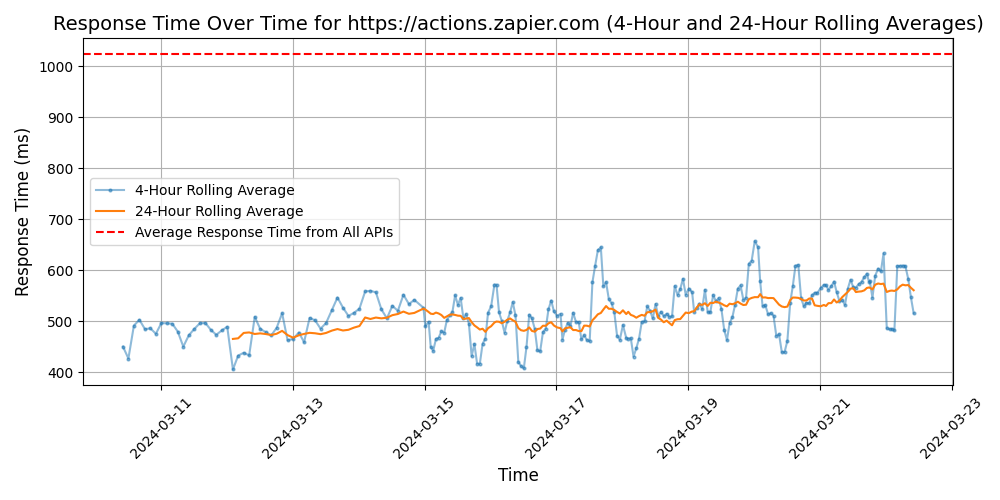 Response Time Over Time for https://actions.zapier.com (4-Hour and 24-Hour Rolling Averages)
Response Time (ms)
1000
900
800
700
600
500
400
4-Hour Rolling Average
24-Hour Rolling Average
Average Response Time from All APIs
2024-03-11
2024-03-13
2024-03-15
2024-03-17
2024-03-19
2024-03-21
2024-03-23
Time